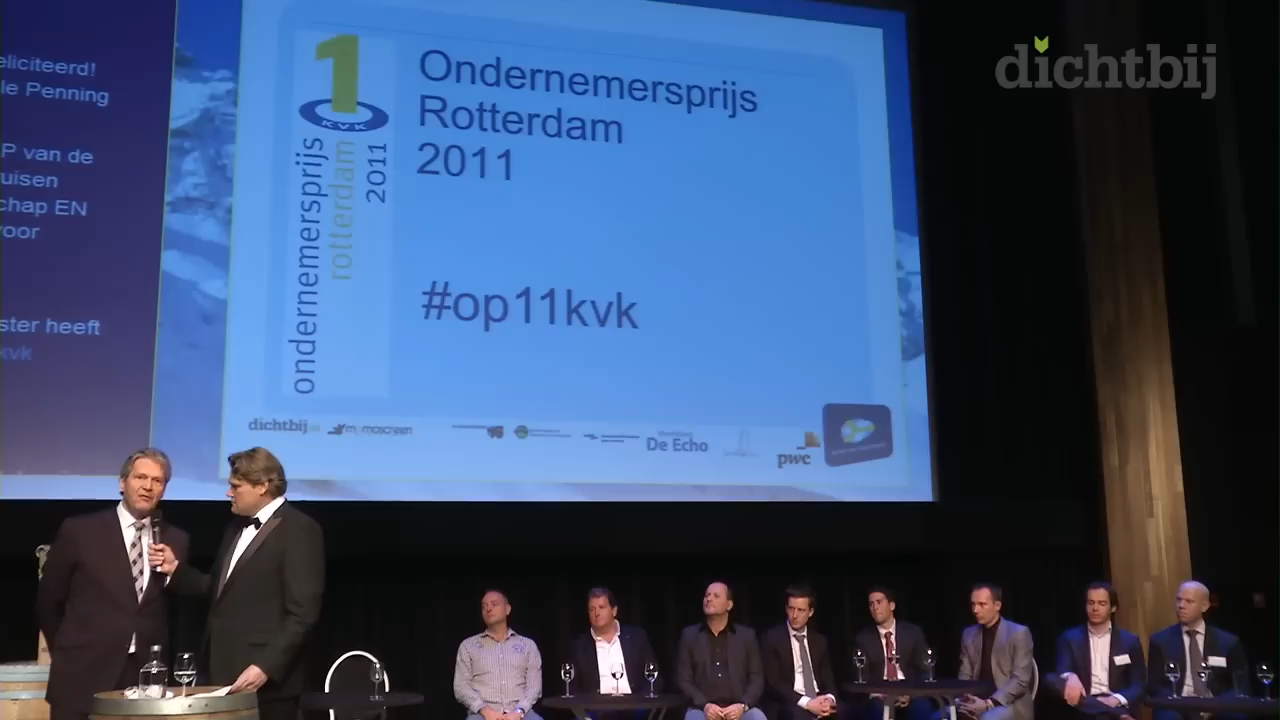 dichtbij
eliciteerd!
le Penning
P van de
uisen
chap EN
voor
ster heeft
kvk
1
KVK
ondernemersprijs
rotterdam
2011
Ondernemersprijs
Rotterdam
2011
#op11kvk
dichtbij
De Echo
pwc